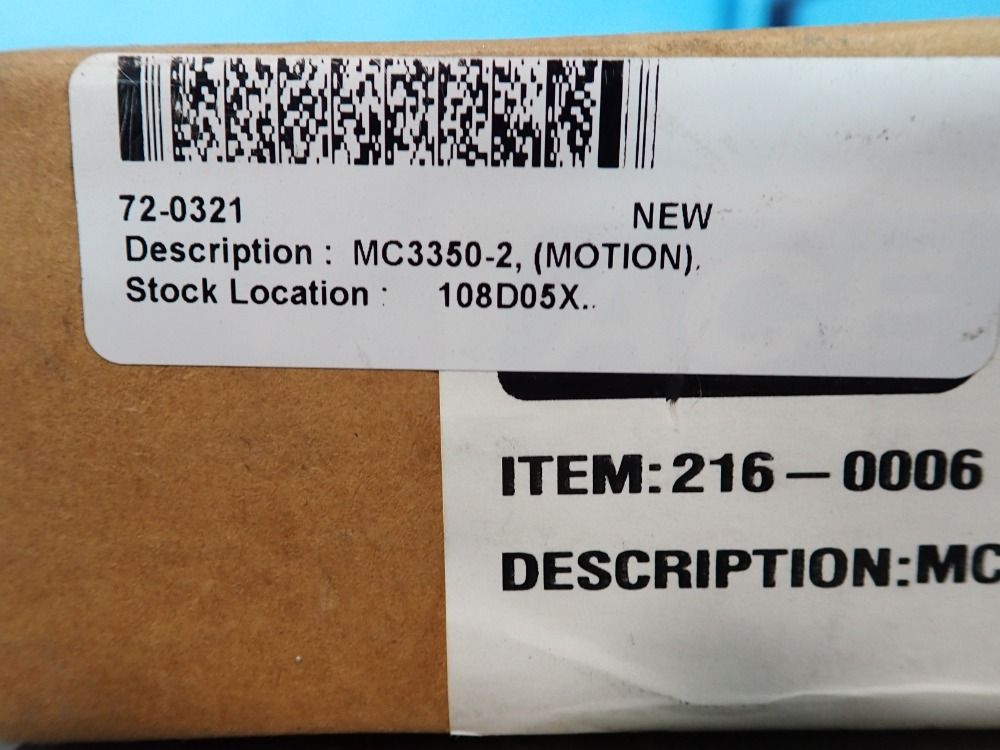 72-0321 NEW
Description : MC3350-2, (MOTION),
Stock Location : 108D05X..
ITEM:216-0006
DESCRIPTION:MC